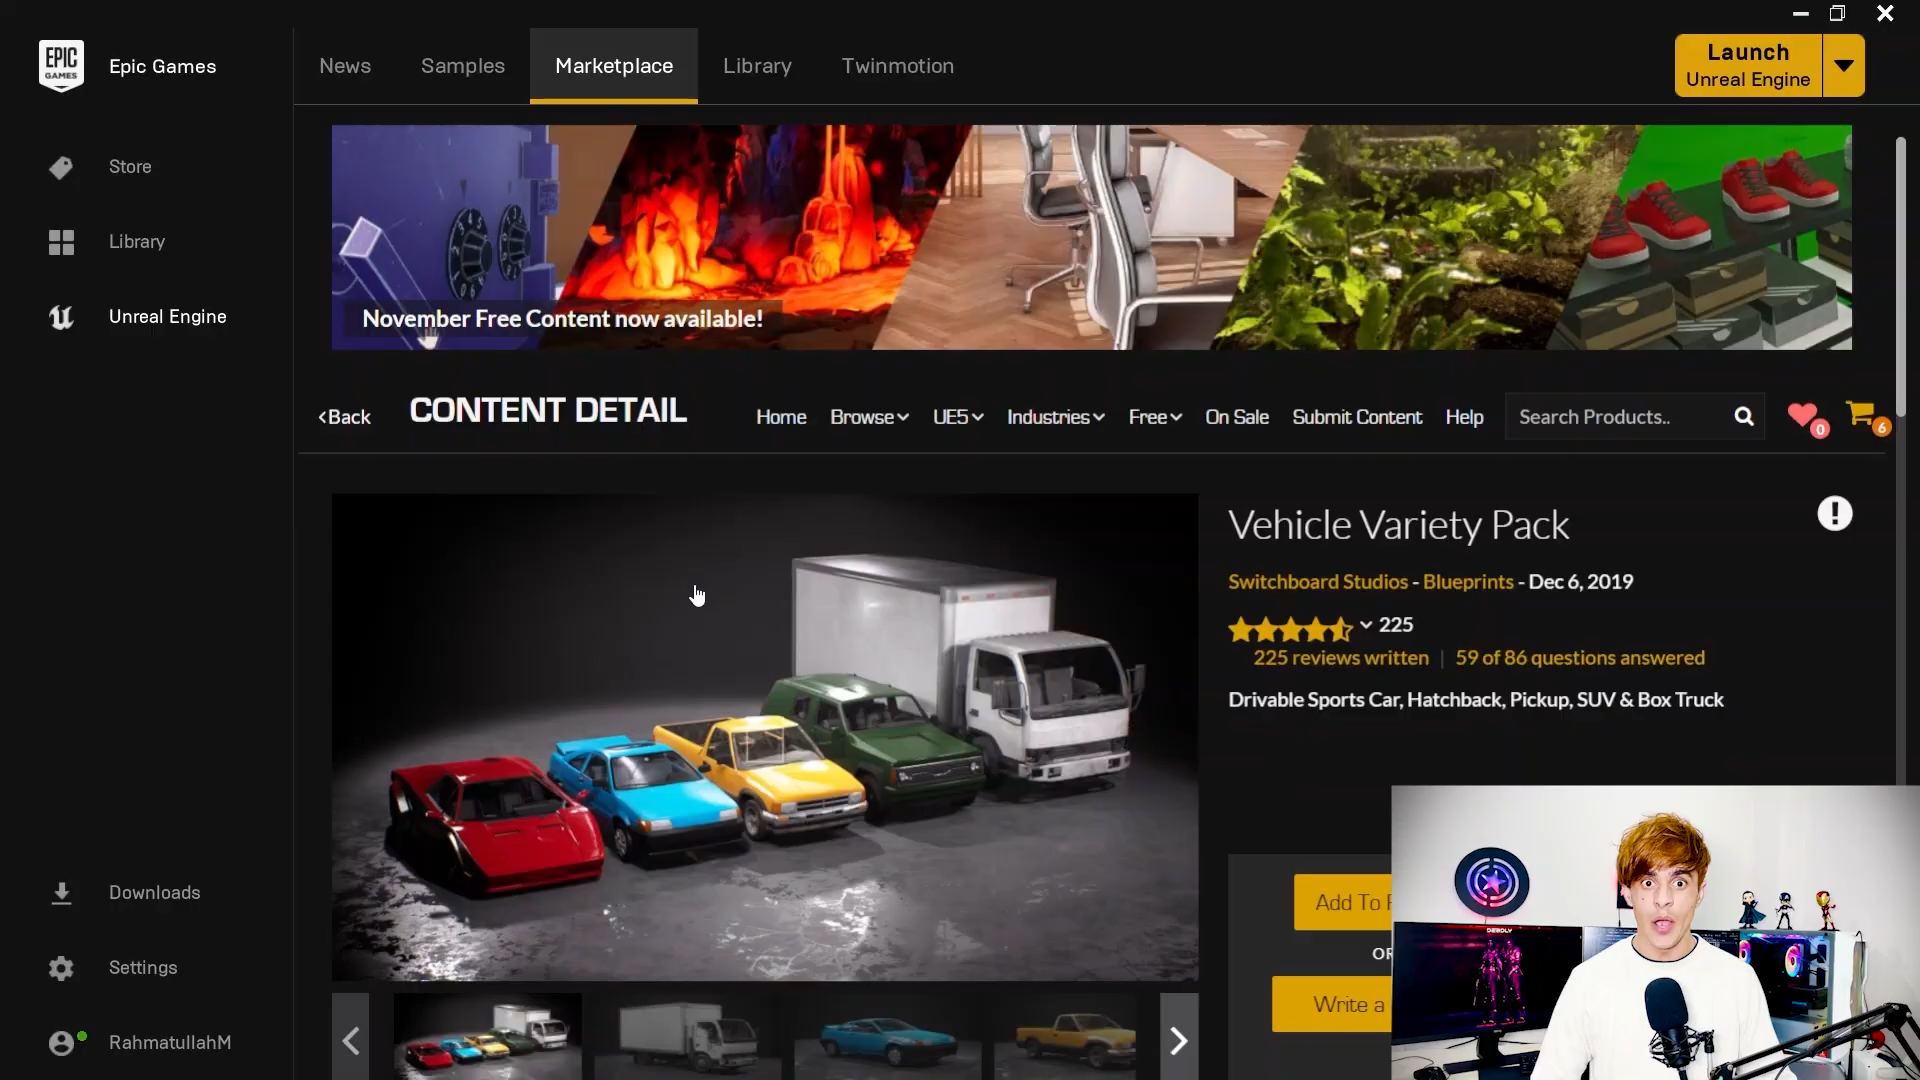 EPIC
GAMES
Epic Games
News
Samples
Marketplace
Library
Twinmotion
Launch
Unreal Engine
Store
Library
Unreal Engine
November Free Content now available!
<Back
CONTENT DETAIL
Home
Browse
UE5
Industries
Free
On Sale
Submit Content
Help
Search Products..
0
6
Vehicle Variety Pack
Switchboard Studios - Blueprints - Dec 6, 2019
225
225 reviews written | 59 of 86 questions answered
Drivable Sports Car, Hatchback, Pickup, SUV & Box Truck
Add To
OR
Write a
Downloads
Settings
RahmatullahM